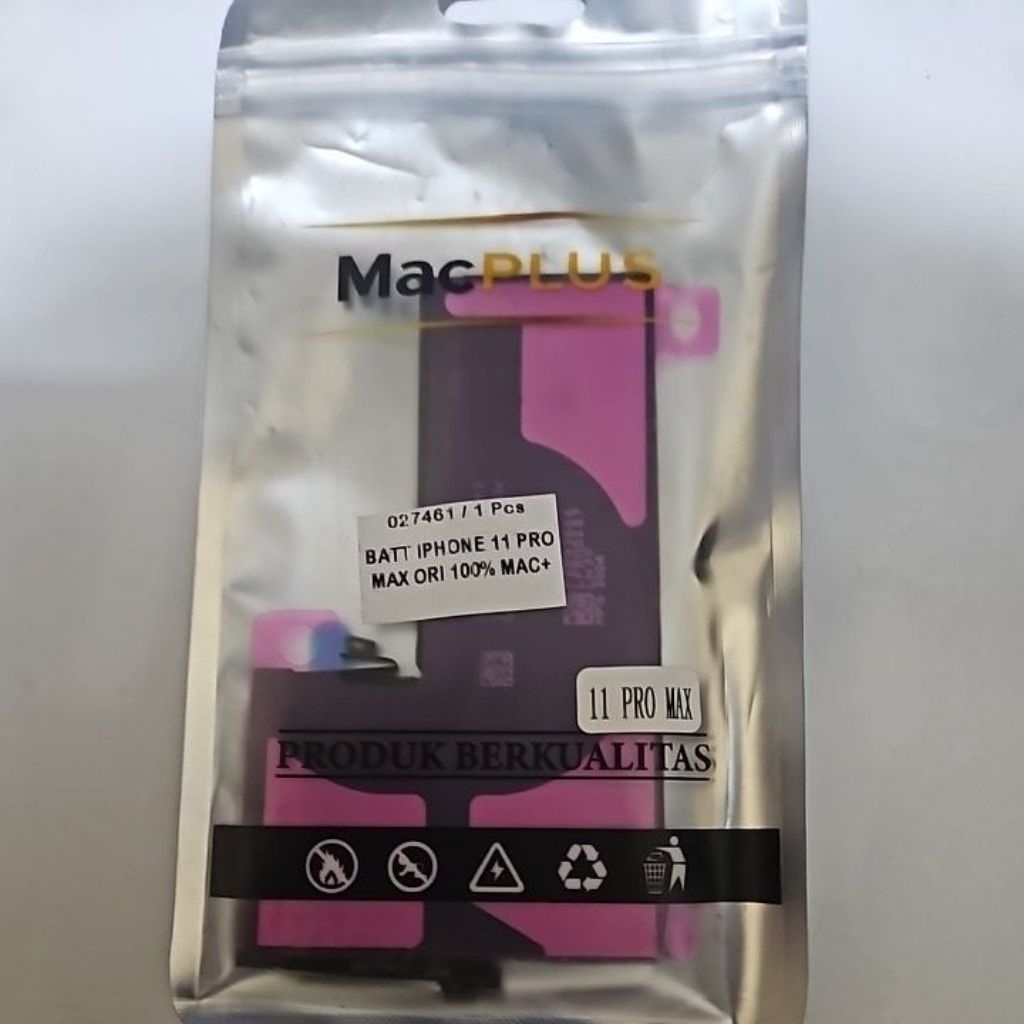 MacPLUS
027461 / 1 Pcs
BATT IPHONE 11 PRO
MAX ORI 100% MAC+
11 PRO MAX
PRODUK BERKUALITAS